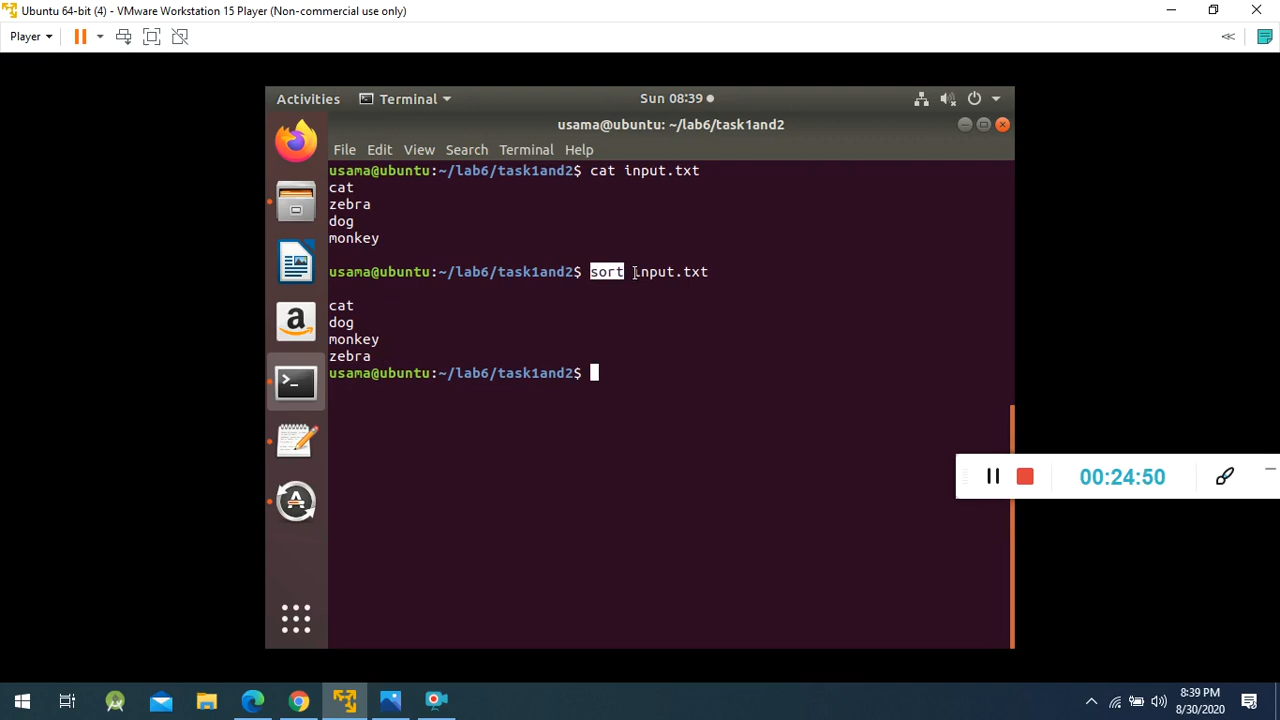 Ubuntu 64-bit (4) - VMware Workstation 15 Player (Non-commercial use only)
Player
Activities Terminal Sun 08:39
usama@ubuntu: ~/lab6/task1and2
File Edit View Search Terminal Help
usama@ubuntu:~/lab6/task1and2$ cat input.txt
cat
zebra
dog
monkey
usama@ubuntu:~/lab6/task1and2$ sort input.txt
cat
dog
monkey
zebra
usama@ubuntu:~/lab6/task1and2$
00:24:50
8:39 PM
8/30/2020